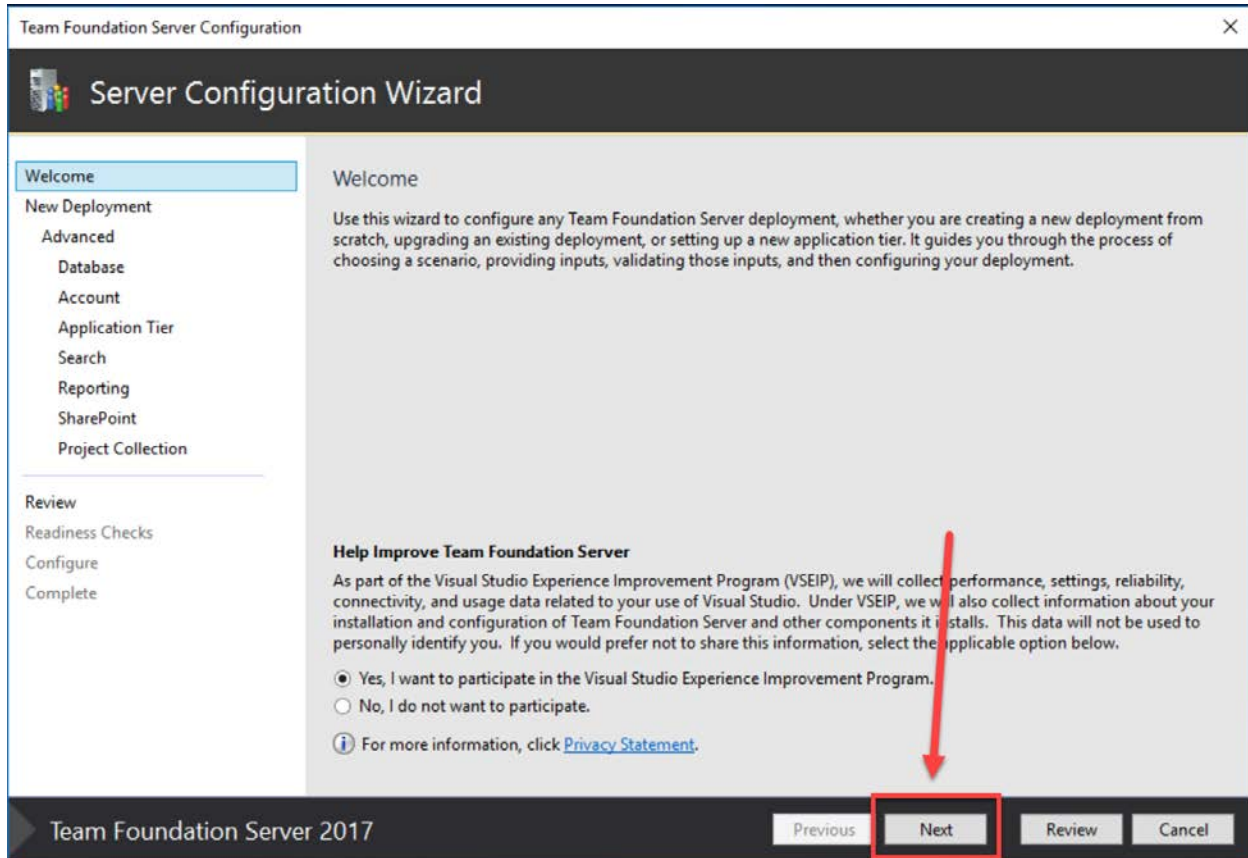 Team Foundation Server Configuration
Server Configuration Wizard
Welcome
New Deployment
Advanced
Database
Account
Application Tier
Search
Reporting
SharePoint
Project Collection
Review
Readiness Checks
Configure
Complete
Welcome
Use this wizard to configure any Team Foundation Server deployment, whether you are creating a new deployment from
scratch, upgrading an existing deployment, or setting up a new application tier. It guides you through the process of
choosing a scenario, providing inputs, validating those inputs, and then configuring your deployment.
Help Improve Team Foundation Server
As part of the Visual Studio Experience Improvement Program (VSEIP), we will collect performance, settings, reliability,
connectivity, and usage data related to your use of Visual Studio. Under VSEIP, we will also collect information about your
installation and configuration of Team Foundation Server and other components it installs. This data will not be used to
personally identify you. If you would prefer not to share this information, select the applicable option below.
Yes, I want to participate in the Visual Studio Experience Improvement Program.
No, I do not want to participate.
For more information, click Privacy Statement.
Team Foundation Server 2017
Previous
Next
Review
Cancel